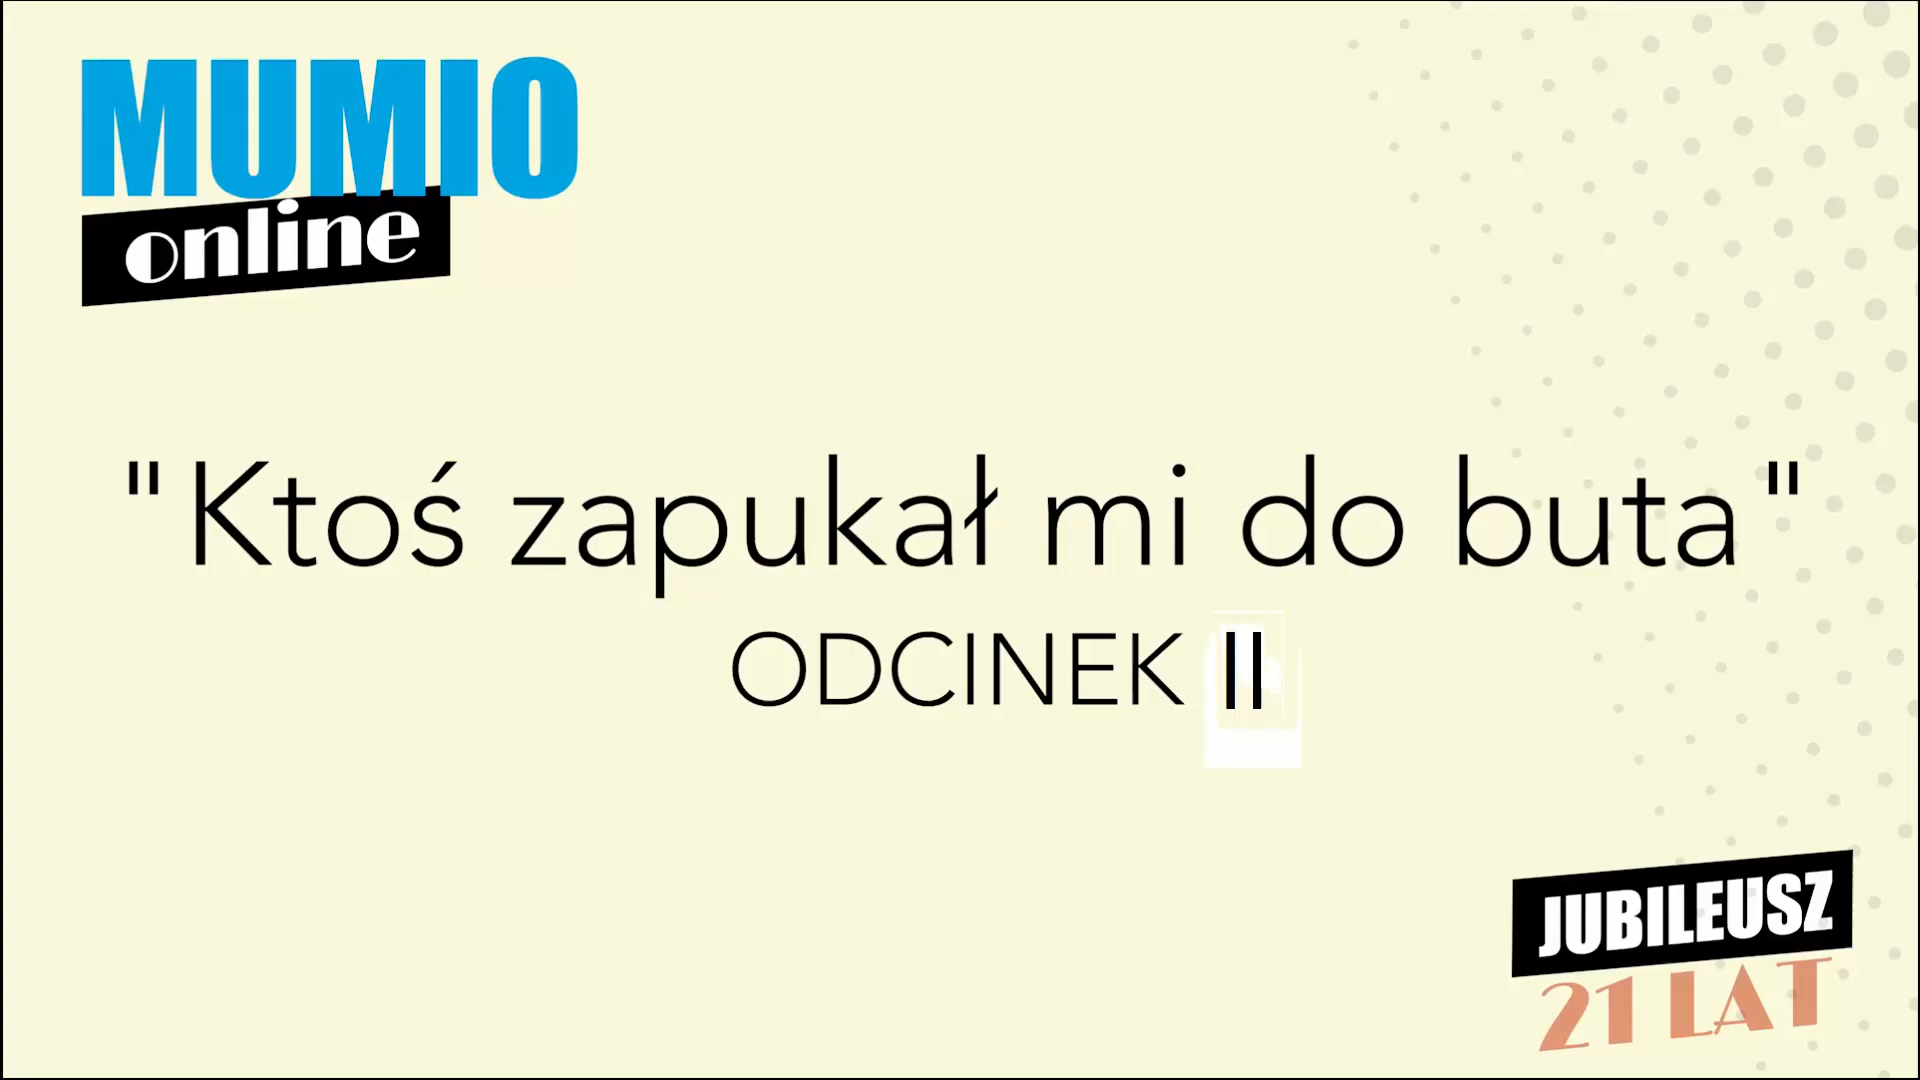 MUMIO
online
"Ktoś zapukał mi do buta"
ODCINEK II
JUBILEUSZ
21 LAT